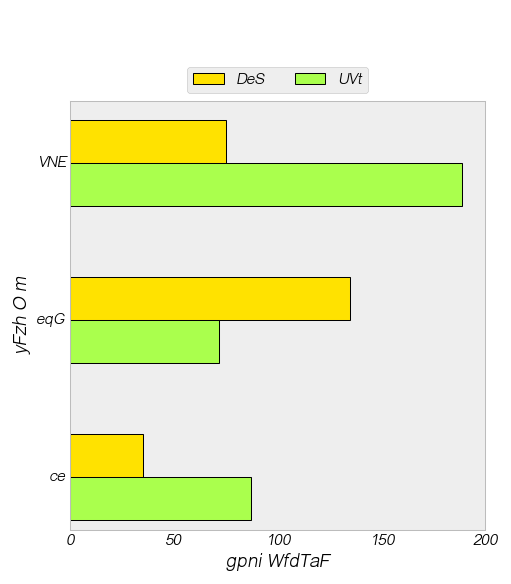 DeS UVt
VNE
eqG
ce
yFzh O m
0 50 100 150 200
gpni WfdTaF